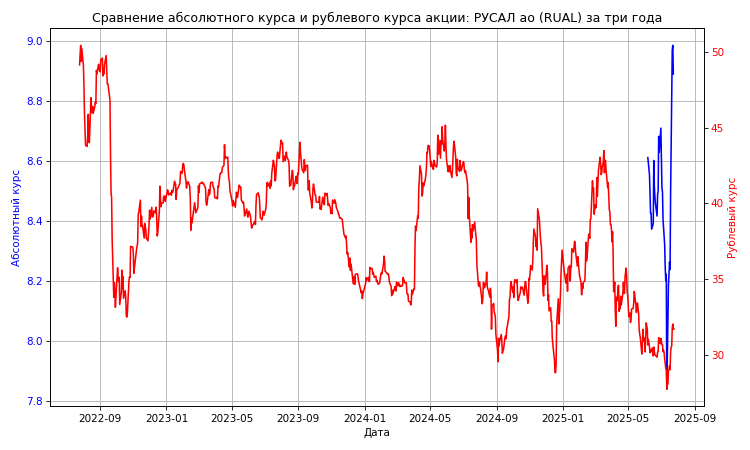 Сравнение абсолютного курса и рублевого курса акции: РУСАЛ ао (RUAL) за три года
9.0
8.8
8.6
8.4
8.2
8.0
7.8
Абсолютный курс
50
45
40
35
30
Рублевый курс
2022-09 2023-01 2023-05 2023-09 2024-01 2024-05 2024-09 2025-01 2025-05 2025-09
Дата